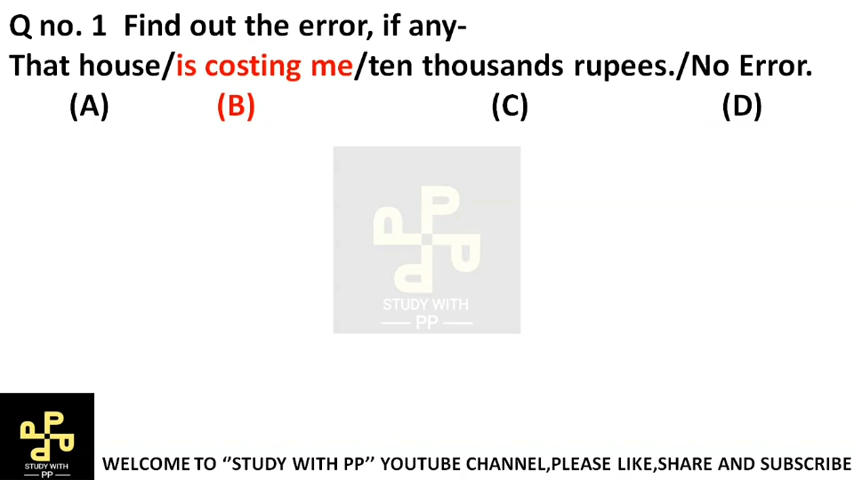 Q no. 1 Find out the error, if any-
That house/is costing me/ten thousands rupees./No Error.
(A) (B) (C) (D)
P P P P
STUDY WITH
PP
P P P P
STUDY WITH
PP
WELCOME TO ‘’STUDY WITH PP’’ YOUTUBE CHANNEL,PLEASE LIKE,SHARE AND SUBSCRIBE